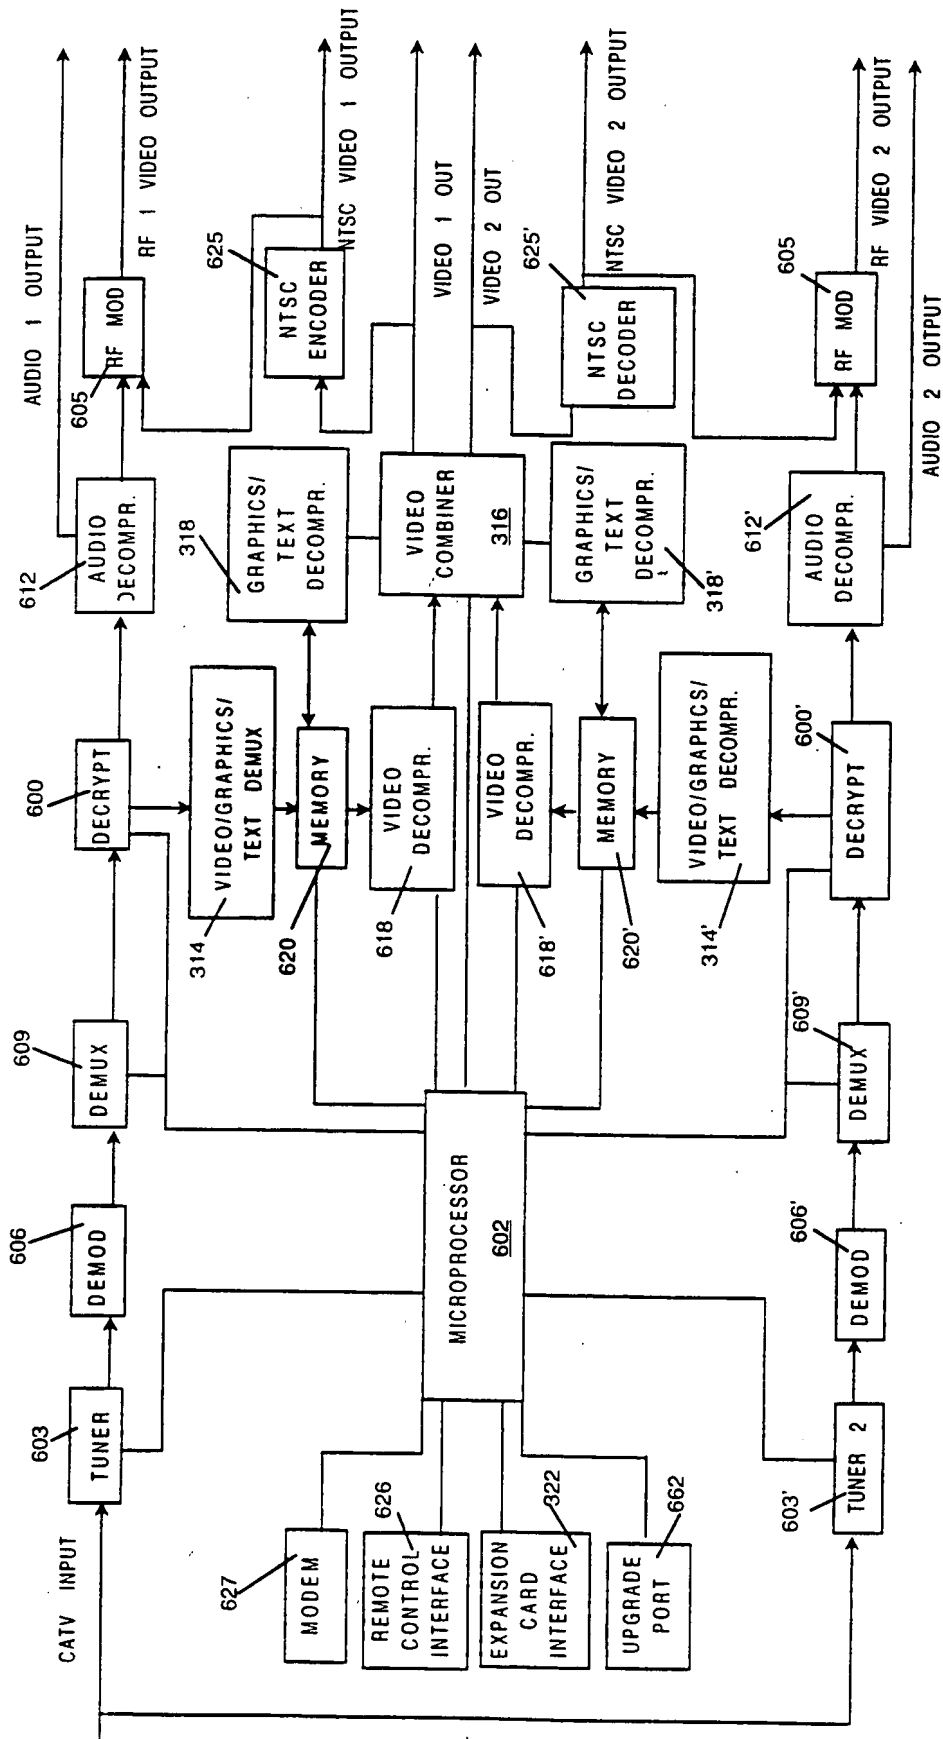 CATV INPUT
603
TUNER
606
DEMOD
609
DEMUX
600
DECRYPT
612
AUDIO
DECOMPR.
605
RF MOD
AUDIO 1 OUTPUT
RF 1 VIDEO OUTPUT
314
VIDEO/GRAPHICS/
TEXT DEMUX
318
GRAPHICS/
TEXT
DECOMPR.
625
NTSC
ENCODER
NTSC VIDEO 1 OUTPUT
620
MEMORY
618
VIDEO
DECOMPR.
627
MODEM
626
REMOTE
CONTROL
INTERFACE
322
EXPANSION
CARD
INTERFACE
662
UPGRADE
PORT
MICROPROCESSOR
602
VIDEO
COMBINER
316
VIDEO 1 OUT
VIDEO 2 OUT
618'
VIDEO
DECOMPR.
620'
MEMORY
GRAPHICS/
TEXT
DECOMPR.
318'
625'
NTSC
DECODER
NTSC VIDEO 2 OUTPUT
314'
VIDEO/GRAPHCS/
TEXT DECOMPR.
603'
TUNER 2
606'
DEMOD
609'
DEMUX
600'
DECRYPT
612'
AUDIO
DECOMPR.
605
RF MOD
RF VIDEO 2 OUTPUT
AUDIO 2 OUTPUT